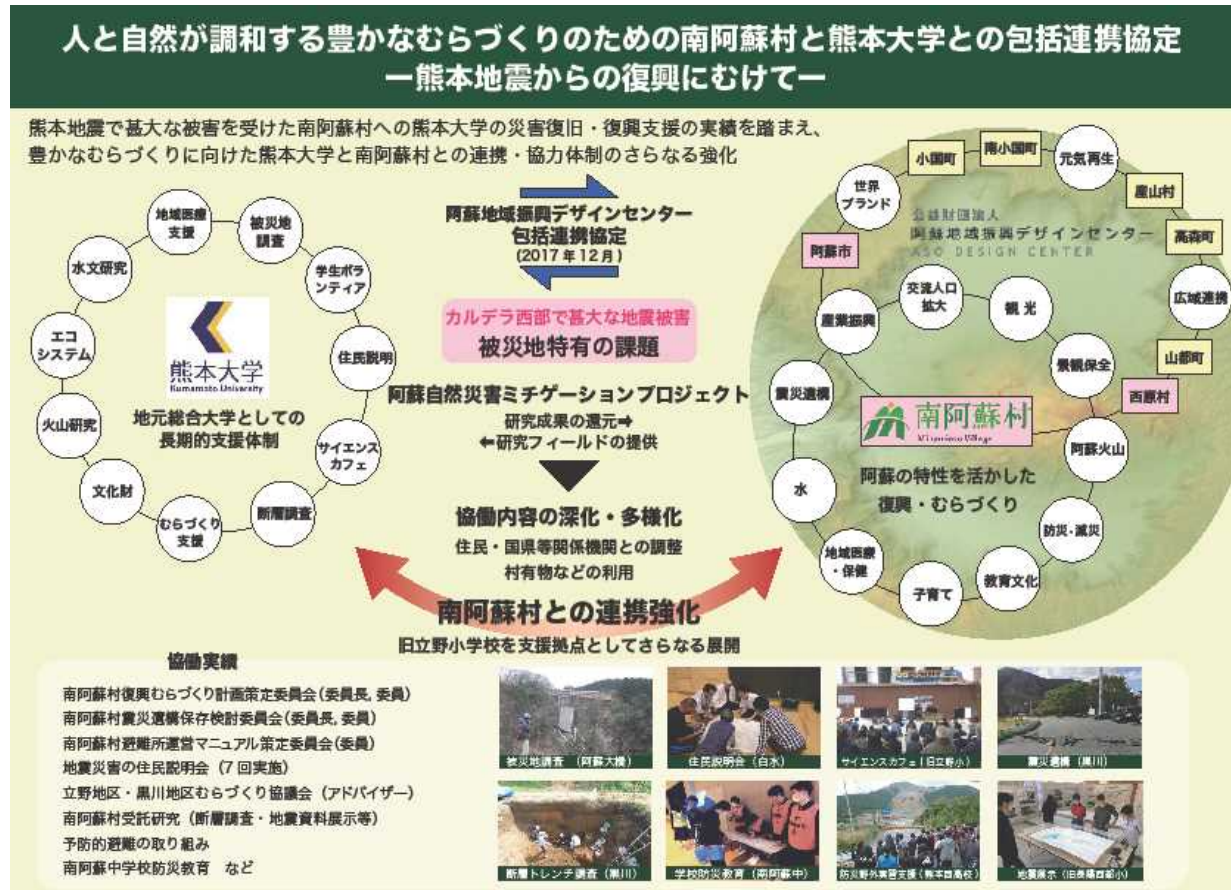 人と自然が調和する豊かなむらづくりのための南阿蘇村と熊本大学との包括連携協定
ー熊本地震からの復興にむけてー
熊本地震で甚大な被害を受けた南阿蘇村への熊本大学の災害復旧・復興支援の実績を踏まえ、
豊かなむらづくりに向けた熊本大学と南阿蘇村との連携・協力体制のさらなる強化
地域医療
支援
被災地
調査
学生ボラ
ンティア
住民説明
サイエンス
カフェ
断層調査
むらづくり
支援
文化財
火山研究
エコ
システム
水文研究
熊本大学
Kumamoto University
地元総合大学としての
長期的支援体制
阿蘇地域振興デザインセンター
包括連携協定
(2017年12月)
カルデラ西部で甚大な地震被害
被災地特有の課題
阿蘇自然災害ミチゲーションプロジェクト
研究成果の還元➡
⬅研究フィールドの提供
協働内容の深化・多様化
住民・国県等関係機関との調整
村有物などの利用
南阿蘇村との連携強化
旧立野小学校を支援拠点としてさらなる展開
小国町
南小国町
元気再生
産山村
高森町
広域連携
山都町
西原村
世界
ブランド
阿蘇市
公益財団法人
阿蘇地域振興デザインセンター
ASO DESIGN CENTER
産業振興
交流人口
拡大
観光
景観保全
阿蘇火山
防災・減災
教育文化
子育て
地域医療
・保健
水
震災遺構
南阿蘇村
Minamiaso Village
阿蘇の特性を活かした
復興・むらづくり
協働実績
南阿蘇村復興むらづくり計画策定委員会(委員長,委員)
南阿蘇村震災遺構保存検討委員会(委員長,委員)
南阿蘇村避難所運営マニュアル策定委員会(委員)
地震災害の住民説明会（7回実施）
立野地区・黒川地区むらづくり協議会（アドバイザー）
南阿蘇村受託研究（断層調査・地震資料展示等）
予防的避難の取り組み
南阿蘇中学校防災教育　など
被災地調査（阿蘇大橋）
住民説明会（白水）
サイエンスカフェ（旧立野小）
震災遺構（黒川）
断層トレンチ調査（黒川）
学校防災教育（南阿蘇中）
防災野外実習支援（熊本西高校）
地震展示（旧長陽西部小）